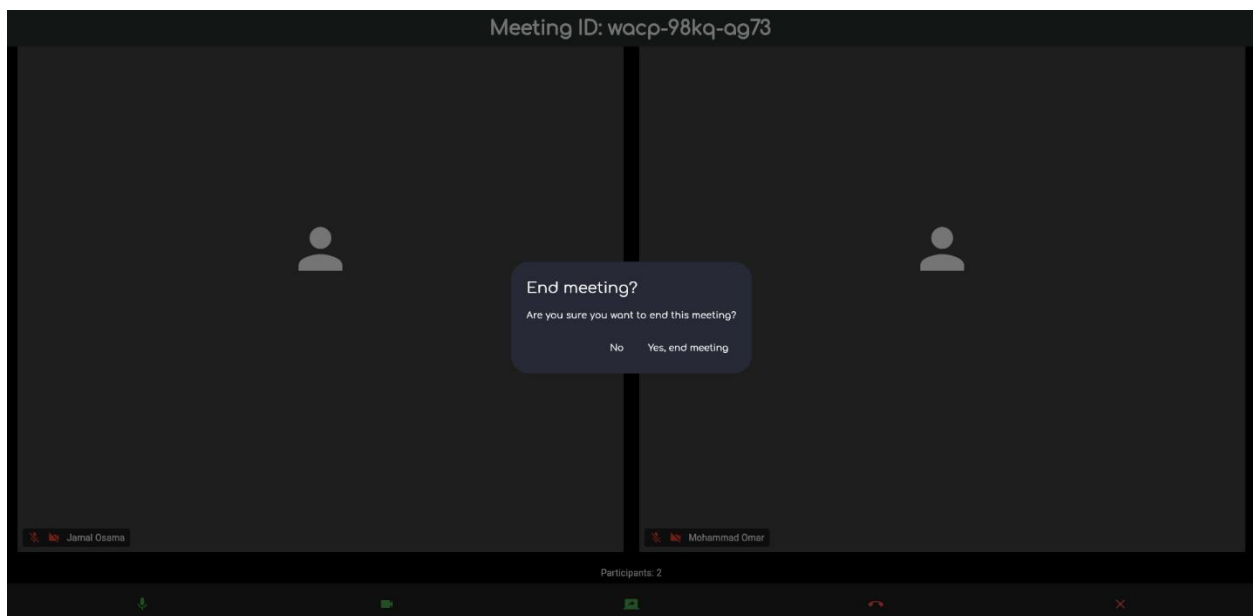 Meeting ID: wacp-98kq-ag73
End meeting?
Are you sure you want to end this meeting?
No Yes, end meeting
Jamal Osama
Mohammad Omar
Participants: 2